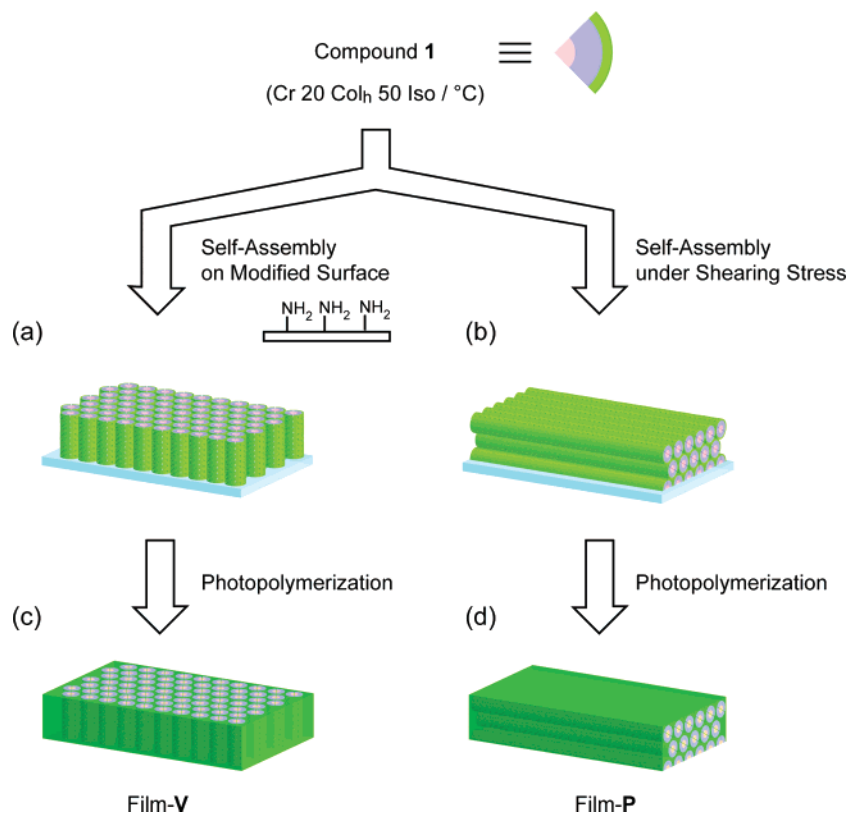 Compound 1
(Cr 20 Colh 50 Iso / °C)
Self-Assembly
on Modified Surface
Self-Assembly
under Shearing Stress
NH2 NH2 NH2
(a)
(b)
Photopolymerization
Photopolymerization
(c)
(d)
Film-V
Film-P